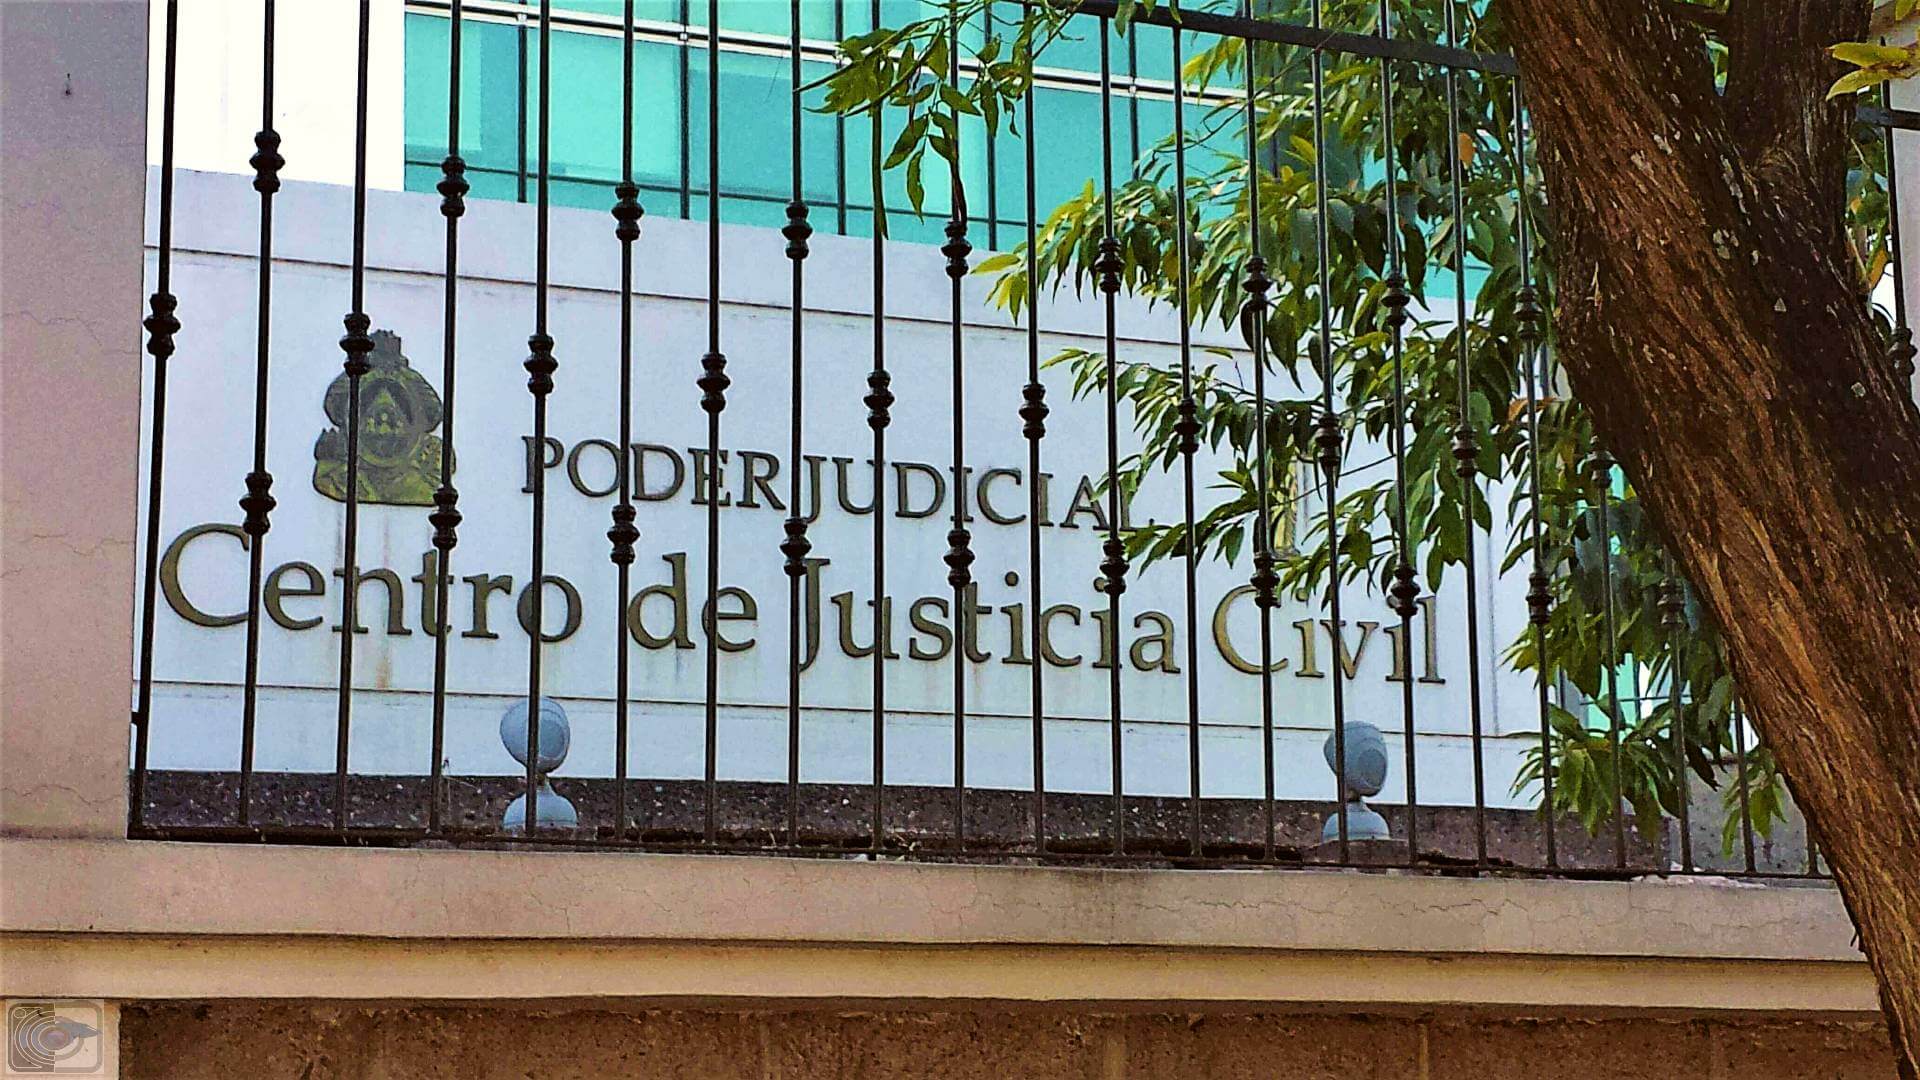 PODER JUDICIAL
Centro de Justicia Civil